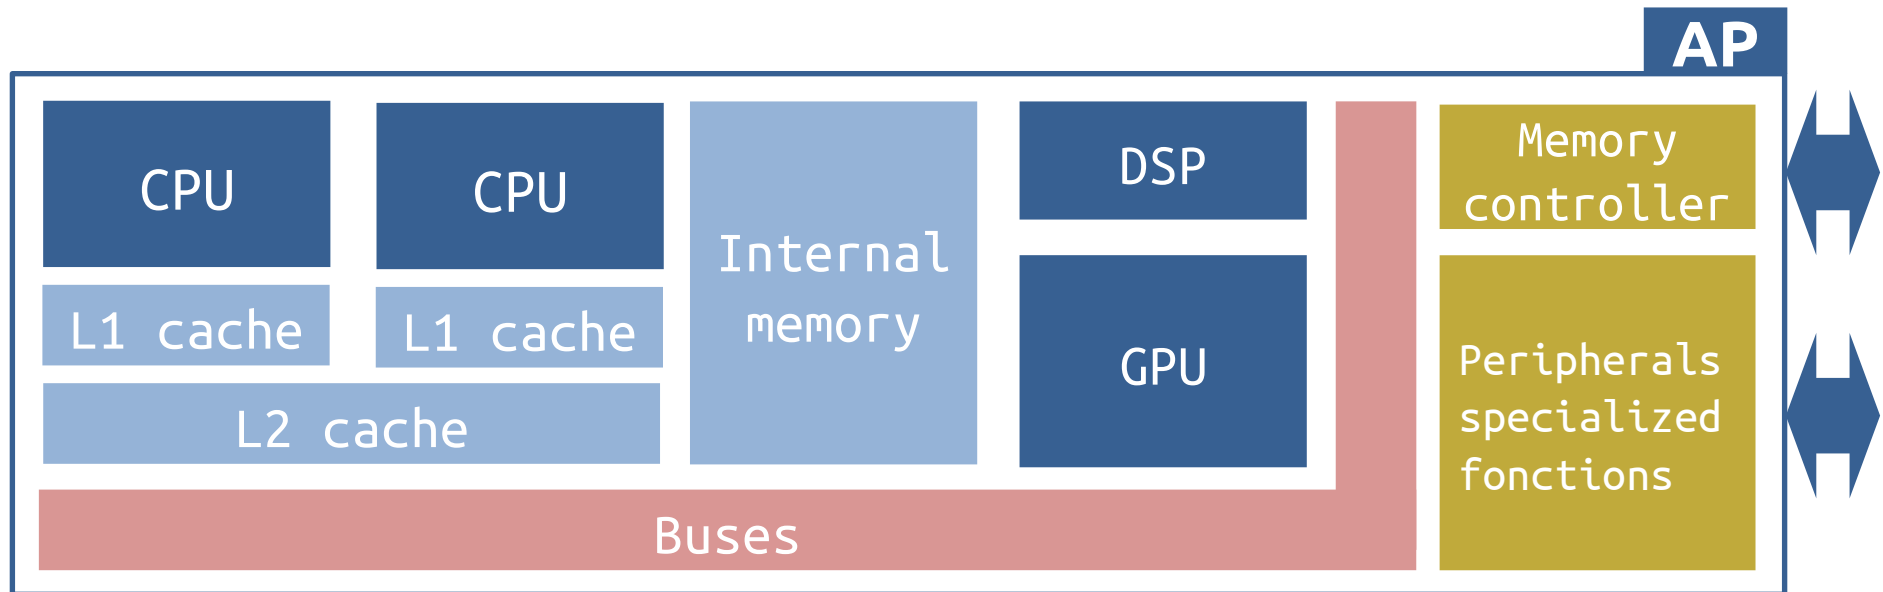 AP
CPU
CPU
L1 cache
L1 cache
L2 cache
Internal
memory
DSP
GPU
Buses
Memory
controller
Peripherals
specialized
fonctions